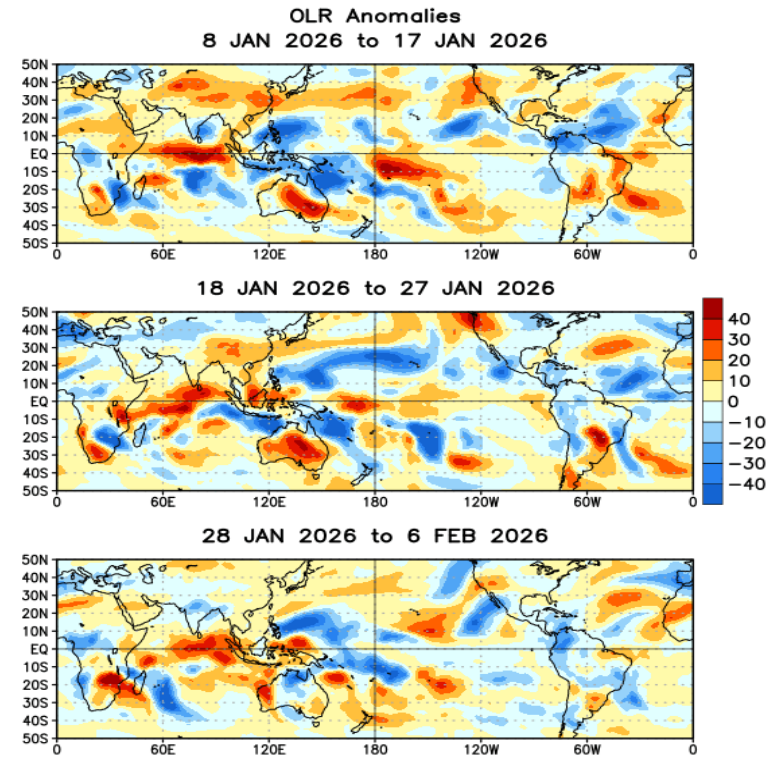 OLR Anomalies
8 JAN 2026 to 17 JAN 2026
50N
40N
30N
20N
10N
EQ
10S
20S
30S
40S
50S
0 60E 120E 180 120W 60W 0
18 JAN 2026 to 27 JAN 2026
50N
40N
30N
20N
10N
EQ
10S
20S
30S
40S
50S
0 60E 120E 180 120W 60W 0
40
30
20
10
0
-10
-20
-30
-40
28 JAN 2026 to 6 FEB 2026
50N
40N
30N
20N
10N
EQ
10S
20S
30S
40S
50S
0 60E 120E 180 120W 60W 0